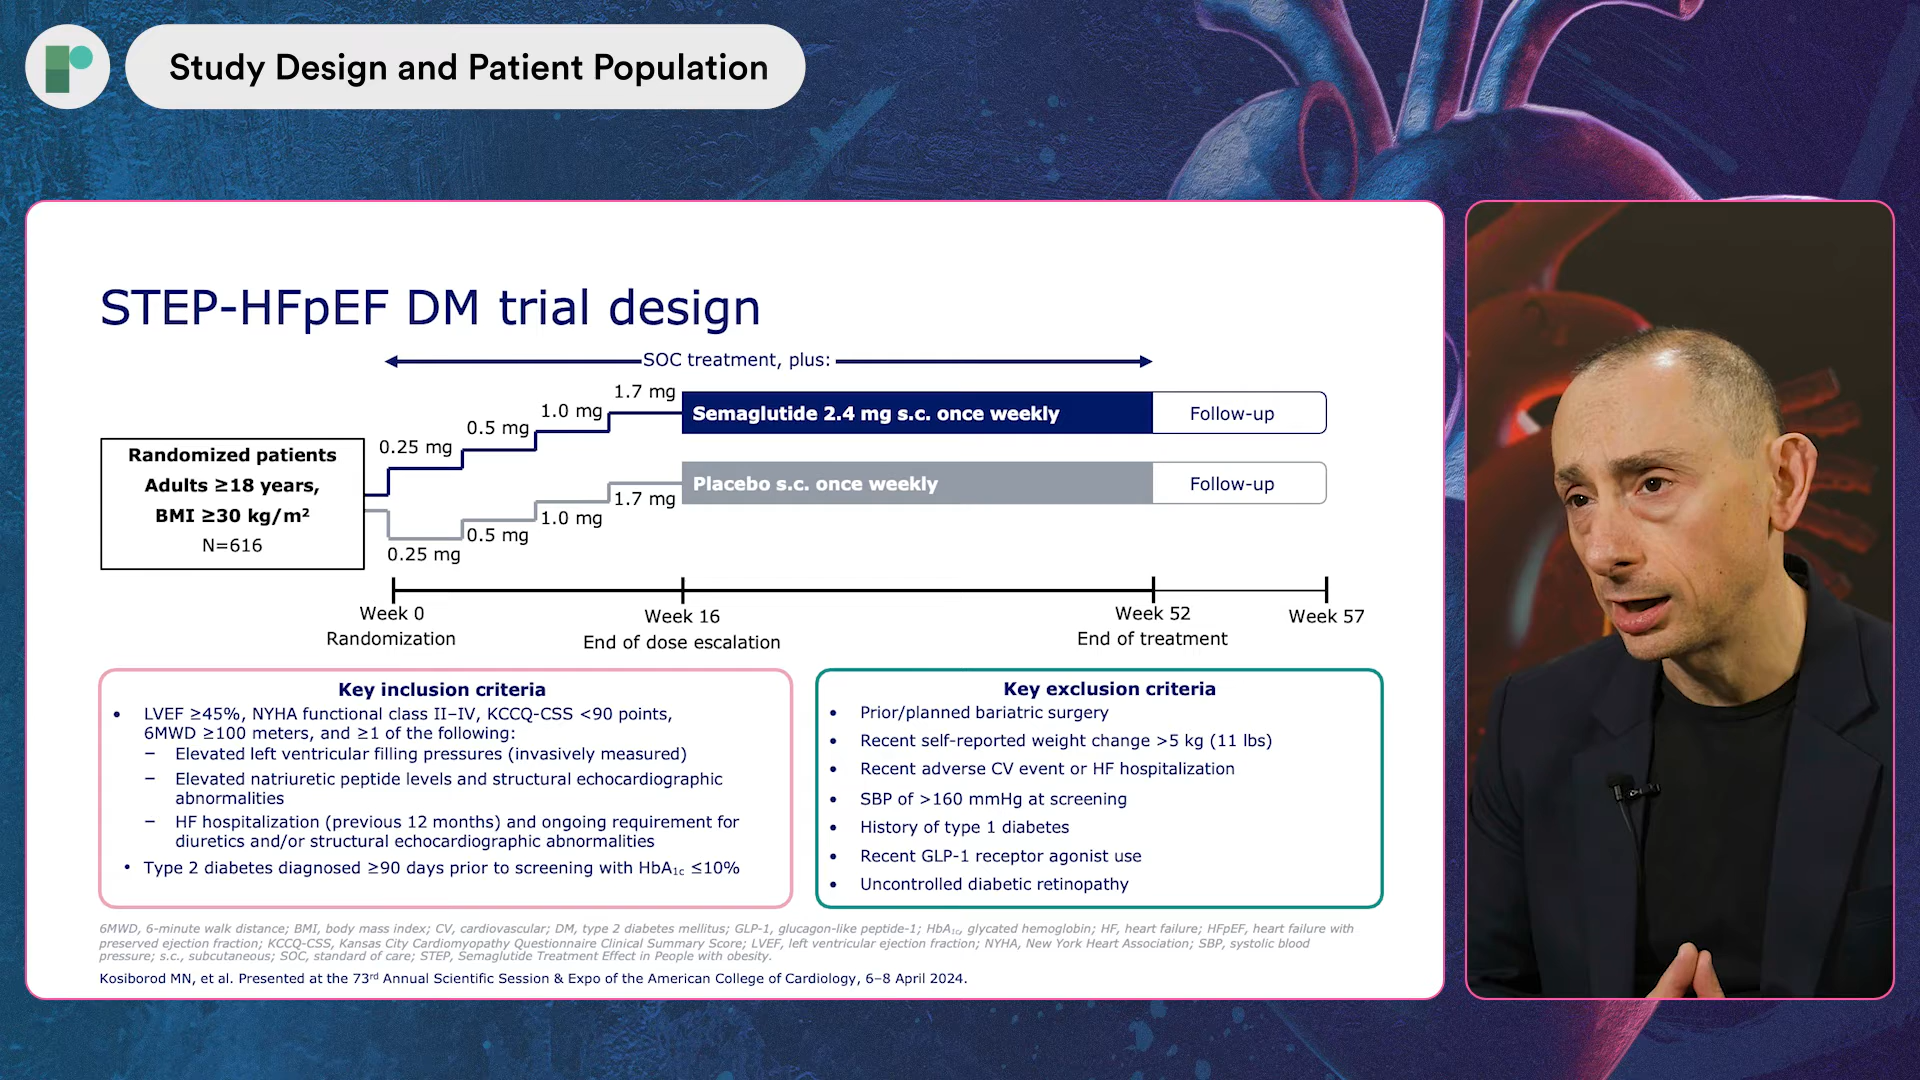 Study Design and Patient Population
STEP-HFpEF DM trial design
SOC treatment, plus:
0.25 mg
0.5 mg
1.0 mg
1.7 mg
Semaglutide 2.4 mg s.c. once weekly
Follow-up
Randomized patients
Adults ≥18 years,
BMI ≥30 kg/m²
N=616
0.25 mg
0.5 mg
1.0 mg
1.7 mg
Placebo s.c. once weekly
Follow-up
Week 0
Randomization
Week 16
End of dose escalation
Week 52
End of treatment
Week 57
Key inclusion criteria
• LVEF ≥45%, NYHA functional class II–IV, KCCQ-CSS <90 points,
6MWD ≥100 meters, and ≥1 of the following:
– Elevated left ventricular filling pressures (invasively measured)
– Elevated natriuretic peptide levels and structural echocardiographic
abnormalities
– HF hospitalization (previous 12 months) and ongoing requirement for
diuretics and/or structural echocardiographic abnormalities
• Type 2 diabetes diagnosed ≥90 days prior to screening with HbA1c ≤10%
Key exclusion criteria
• Prior/planned bariatric surgery
• Recent self-reported weight change >5 kg (11 lbs)
• Recent adverse CV event or HF hospitalization
• SBP of >160 mmHg at screening
• History of type 1 diabetes
• Recent GLP-1 receptor agonist use
• Uncontrolled diabetic retinopathy
6MWD, 6-minute walk distance; BMI, body mass index; CV, cardiovascular; DM, type 2 diabetes mellitus; GLP-1, glucagon-like peptide-1; HbA1c, glycated hemoglobin; HF, heart failure; HFpEF, heart failure with
preserved ejection fraction; KCCQ-CSS, Kansas City Cardiomyopathy Questionnaire Clinical Summary Score; LVEF, left ventricular ejection fraction; NYHA, New York Heart Association; SBP, systolic blood
pressure; s.c., subcutaneous; SOC, standard of care; STEP, Semaglutide Treatment Effect in People with obesity.
Kosiborod MN, et al. Presented at the 73rd Annual Scientific Session & Expo of the American College of Cardiology, 6–8 April 2024.